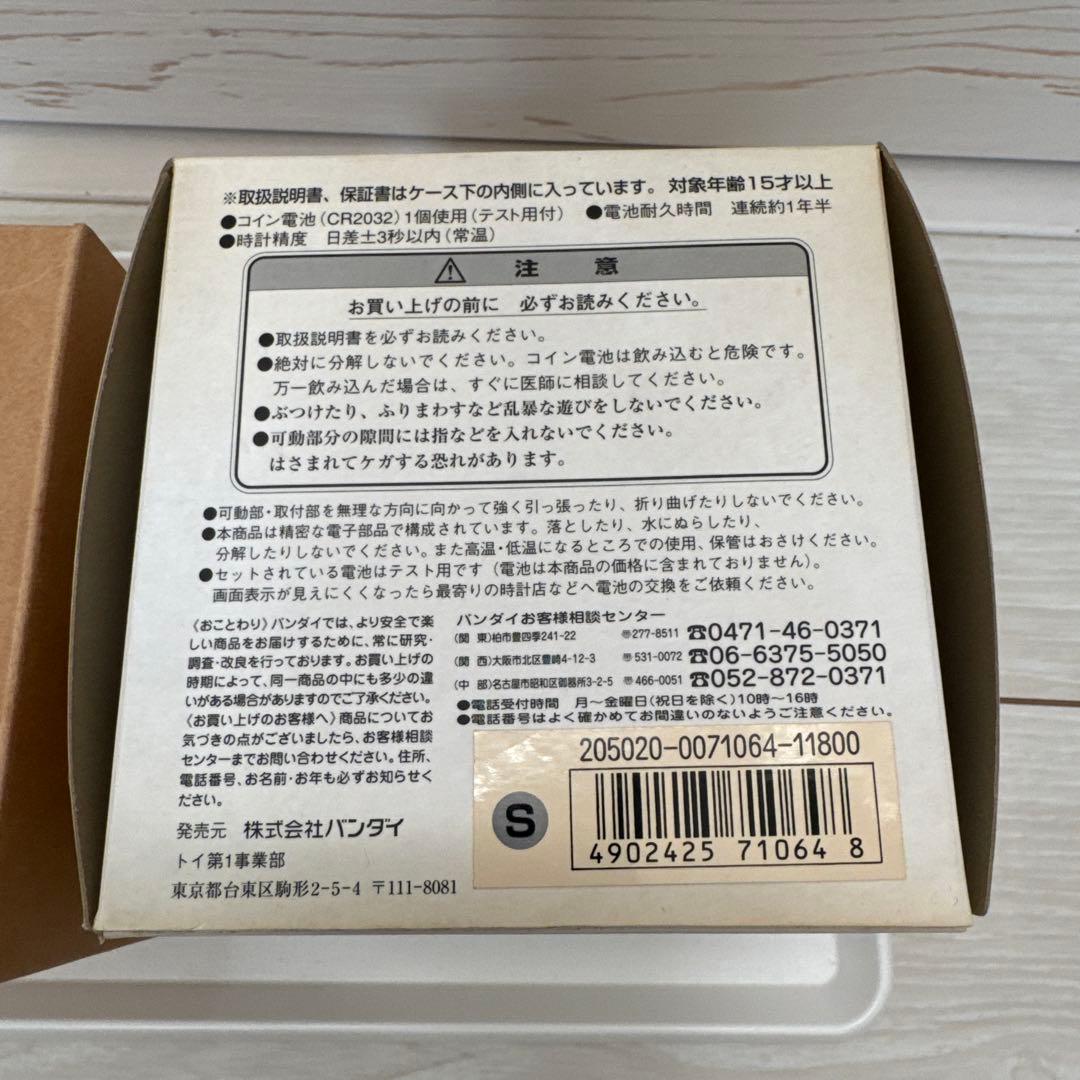 ※取扱説明書、保証書はケース下の内側に入っています。対象年齢15才以上
●コイン電池(CR2032)1個使用(テスト用付) ●電池耐久時間 連続約1年半
●時計精度 日差±3秒以内(常温)
⚠ 注意
お買い上げの前に 必ずお読みください。
●取扱説明書を必ずお読みください。
●絶対に分解しないでください。コイン電池は飲み込むと危険です。
万一飲み込んだ場合は、すぐに医師に相談してください。
●ぶつけたり、ふりまわすなど乱暴な遊びをしないでください。
●可動部分の隙間には指などを入れないでください。
はさまれてケガする恐れがあります。
●可動部・取付部を無理な方向に向かって強く引っ張ったり、折り曲げたりしないでください。
●本商品は精密な電子部品で構成されています。落としたり、水にぬらしたり、
分解したりしないでください。また高温・低温になるところでの使用、保管はおさけください。
●セットされている電池はテスト用です(電池は本商品の価格に含まれておりません)。
画面表示が見えにくくなったら最寄りの時計店などへ電池の交換をご依頼ください。
《おことわり》バンダイでは、より安全で楽
しい商品をお届けするために、常に研究・
調査・改良を行っております。お買い上げの
時期によって、同一商品の中にも多少の違
いがある場合がありますのでご了承ください。
《お買い上げのお客様へ》商品についてお
気づきの点がございましたら、お客様相談
センターまでお問い合わせください。住所、
電話番号、お名前・お年も必ずお知らせく
ださい。
発売元 株式会社バンダイ
トイ第1事業部
東京都台東区駒形2-5-4 〒111-8081
バンダイお客様相談センター
(関 東)柏市豊四季241-22 〒277-8511 ☎0471-46-0371
(関 西)大阪市北区豊崎4-12-3 〒531-0072 ☎06-6375-5050
(中 部)名古屋市昭和区御器所3-2-5 〒466-0051 ☎052-872-0371
●電話受付時間 月〜金曜日(祝日を除く)10時〜16時
●電話番号はよく確かめてお間違いのないようご注意ください。
205020-0071064-11800
S
4902425 710648